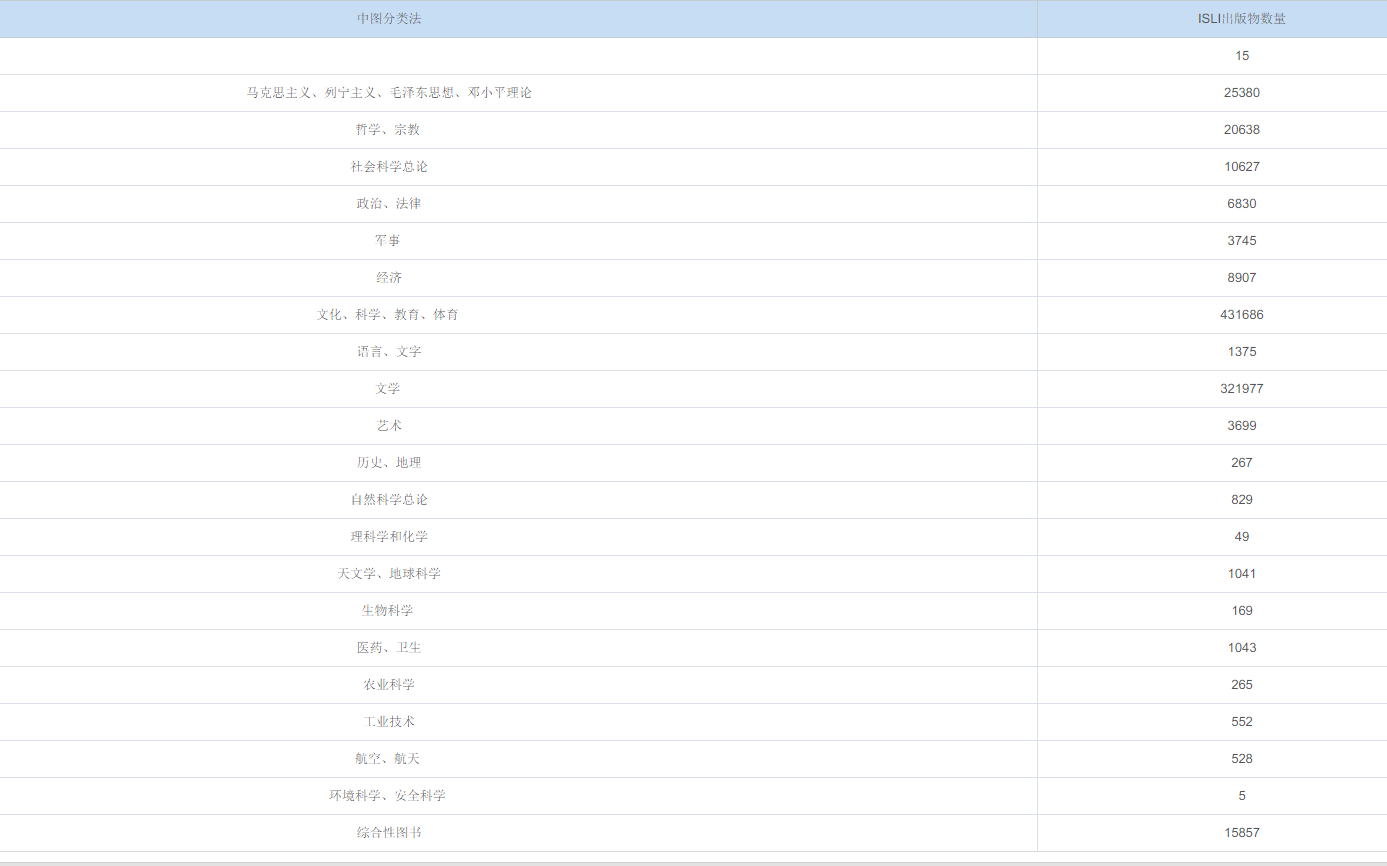 中图分类法 ISLI出版物数量
15
马克思主义、列宁主义、毛泽东思想、邓小平理论 25380
哲学、宗教 20638
社会科学总论 10627
政治、法律 6830
军事 3745
经济 8907
文化、科学、教育、体育 431686
语言、文字 1375
文学 321977
艺术 3699
历史、地理 267
自然科学总论 829
理科学和化学 49
天文学、地球科学 1041
生物科学 169
医药、卫生 1043
农业科学 265
工业技术 552
航空、航天 528
环境科学、安全科学 5
综合性图书 15857